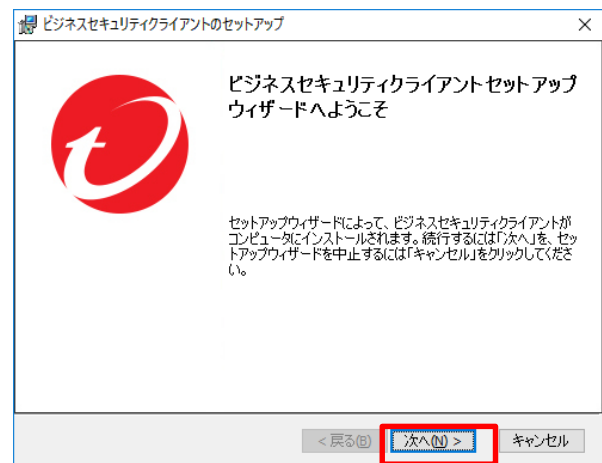 ビジネスセキュリティクライアントのセットアップ
ビジネスセキュリティクライアント セットアップ
ウィザードへようこそ
セットアップウィザードによって、ビジネスセキュリティクライアントが
コンピュータにインストールされます。続行するには「次へ」を、セッ
トアップウィザードを中止するには「キャンセル」をクリックしてくださ
い。
< 戻る(B) 次へ(N) > キャンセル